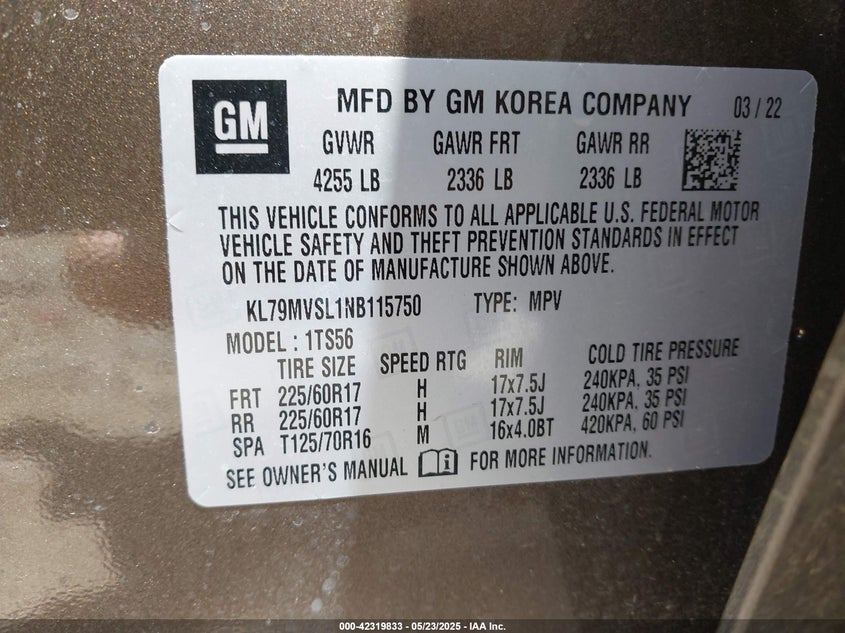 GM
MFD BY GM KOREA COMPANY 03 / 22
GVWR GAWR FRT GAWR RR
4255 LB 2336 LB 2336 LB
THIS VEHICLE CONFORMS TO ALL APPLICABLE U.S. FEDERAL MOTOR
VEHICLE SAFETY AND THEFT PREVENTION STANDARDS IN EFFECT
ON THE DATE OF MANUFACTURE SHOWN ABOVE.
KL79MVSL1NB115750 TYPE: MPV
MODEL : 1TS56
TIRE SIZE SPEED RTG RIM COLD TIRE PRESSURE
FRT 225/60R17 H 17x7.5J 240KPA, 35 PSI
RR 225/60R17 H 17x7.5J 240KPA, 35 PSI
SPA T125/70R16 M 16x4.0BT 420KPA, 60 PSI
SEE OWNER'S MANUAL FOR MORE INFORMATION.
000-42319833 - 05/23/2025 - IAA Inc.